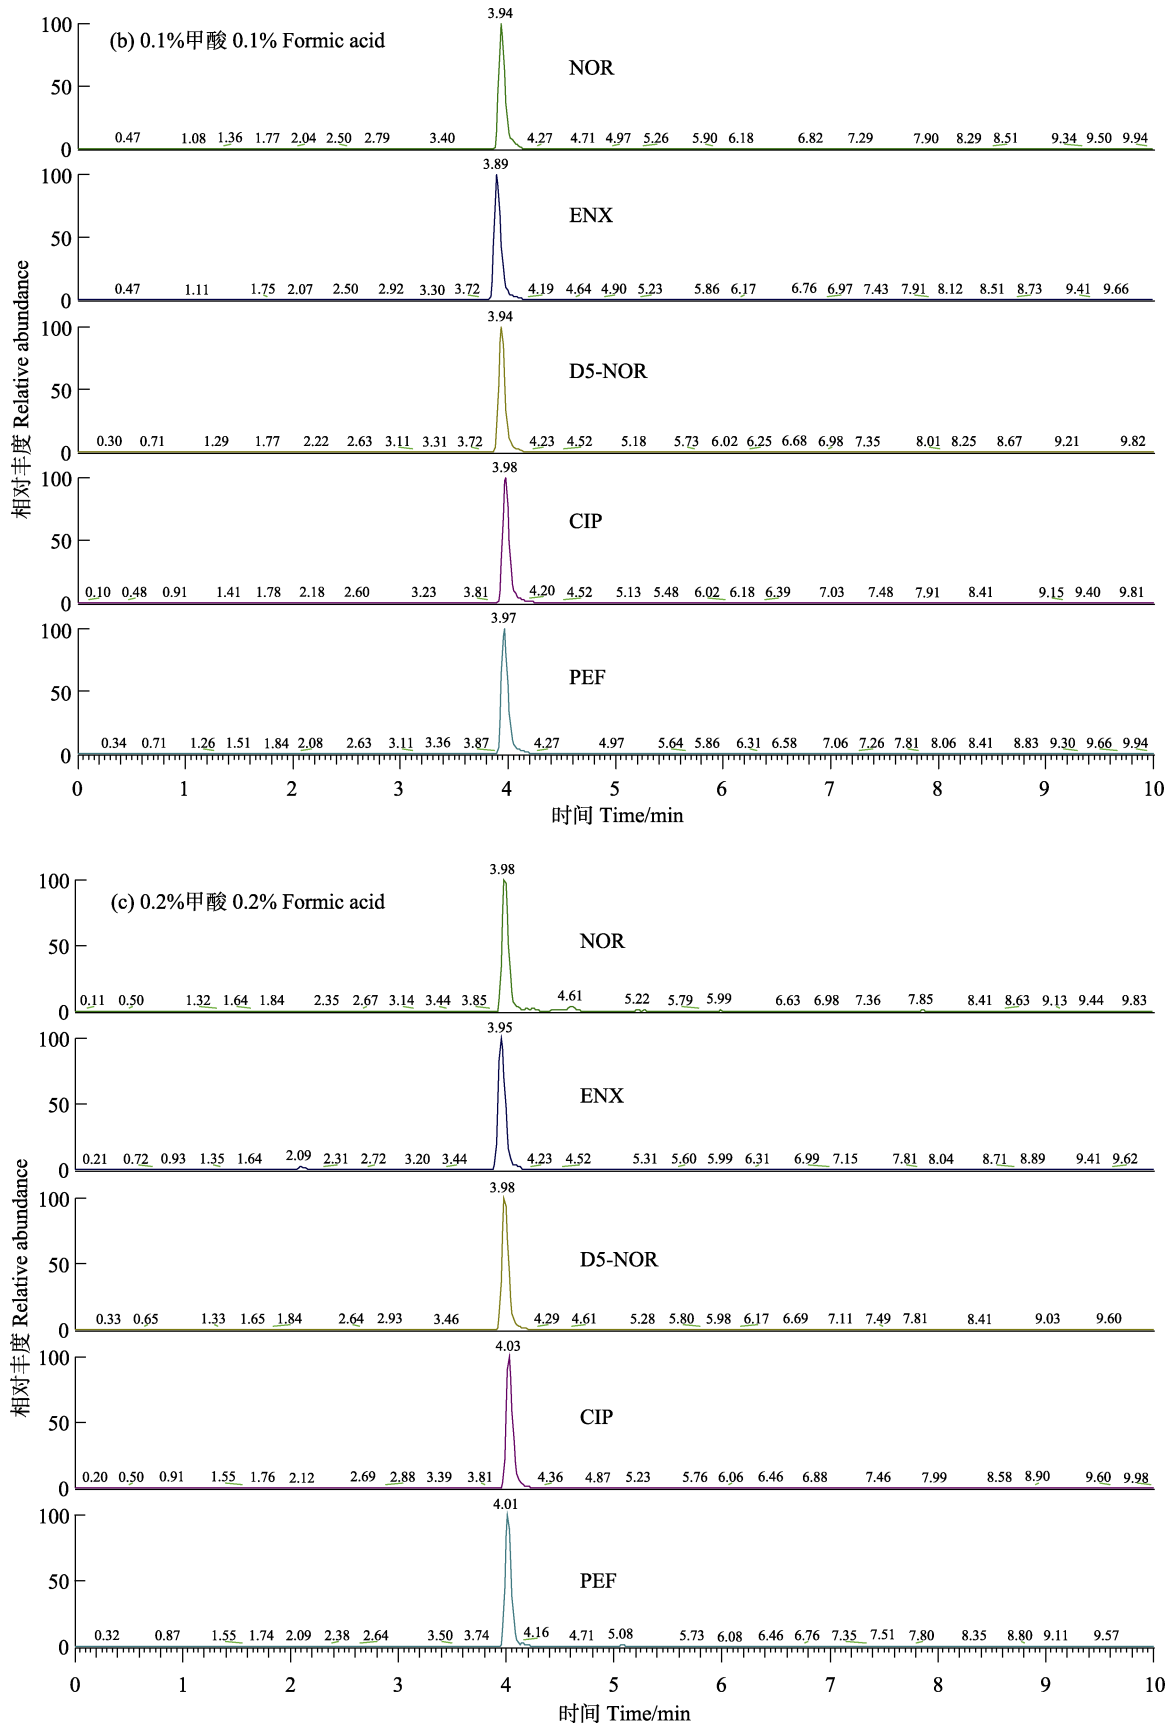 3.94
100
(b) 0.1%甲酸 0.1% Formic acid
NOR
50
0.47 1.08 1.36 1.77 2.04 2.50 2.79 3.40 4.27 4.71 4.97 5.26 5.90 6.18 6.82 7.29 7.90 8.29 8.51 9.34 9.50 9.94
0
3.89
100
ENX
50
0.47 1.11 1.75 2.07 2.50 2.92 3.30 3.72 4.19 4.64 4.90 5.23 5.86 6.17 6.76 6.97 7.43 7.91 8.12 8.51 8.73 9.41 9.66
0
3.94
100
D5-NOR
50
0.30 0.71 1.29 1.77 2.22 2.63 3.11 3.31 3.72 4.23 4.52 5.18 5.73 6.02 6.25 6.68 6.98 7.35 8.01 8.25 8.67 9.21 9.82
0
3.98
100
CIP
50
0.10 0.48 0.91 1.41 1.78 2.18 2.60 3.23 3.81 4.20 4.52 5.13 5.48 6.02 6.18 6.39 7.03 7.48 7.91 8.41 9.15 9.40 9.81
0
3.97
100
PEF
50
0.34 0.71 1.26 1.51 1.84 2.08 2.63 3.11 3.36 3.87 4.27 4.97 5.64 5.86 6.31 6.58 7.06 7.26 7.81 8.06 8.41 8.83 9.30 9.66 9.94
0
0 1 2 3 4 5 6 7 8 9 10
时间 Time/min
相对丰度 Relative abundance
3.98
100
(c) 0.2%甲酸 0.2% Formic acid
NOR
50
0.11 0.50 1.32 1.64 1.84 2.35 2.67 3.14 3.44 3.85 4.61 5.22 5.79 5.99 6.63 6.98 7.36 7.85 8.41 8.63 9.13 9.44 9.83
0
3.95
100
ENX
50
0.21 0.72 0.93 1.35 1.64 2.09 2.31 2.72 3.20 3.44 4.23 4.52 5.31 5.60 5.99 6.31 6.99 7.15 7.81 8.04 8.71 8.89 9.41 9.62
0
3.98
100
D5-NOR
50
0.33 0.65 1.33 1.65 1.84 2.64 2.93 3.46 4.29 4.61 5.28 5.80 5.98 6.17 6.69 7.11 7.49 7.81 8.41 9.03 9.60
0
4.03
100
CIP
50
0.20 0.50 0.91 1.55 1.76 2.12 2.69 2.88 3.39 3.81 4.36 4.87 5.23 5.76 6.06 6.46 6.88 7.46 7.99 8.58 8.90 9.60 9.98
0
4.01
100
PEF
50
0.32 0.87 1.55 1.74 2.09 2.38 2.64 3.50 3.74 4.16 4.71 5.08 5.73 6.08 6.46 6.76 7.35 7.51 7.80 8.35 8.80 9.11 9.57
0
0 1 2 3 4 5 6 7 8 9 10
时间 Time/min
相对丰度 Relative abundance